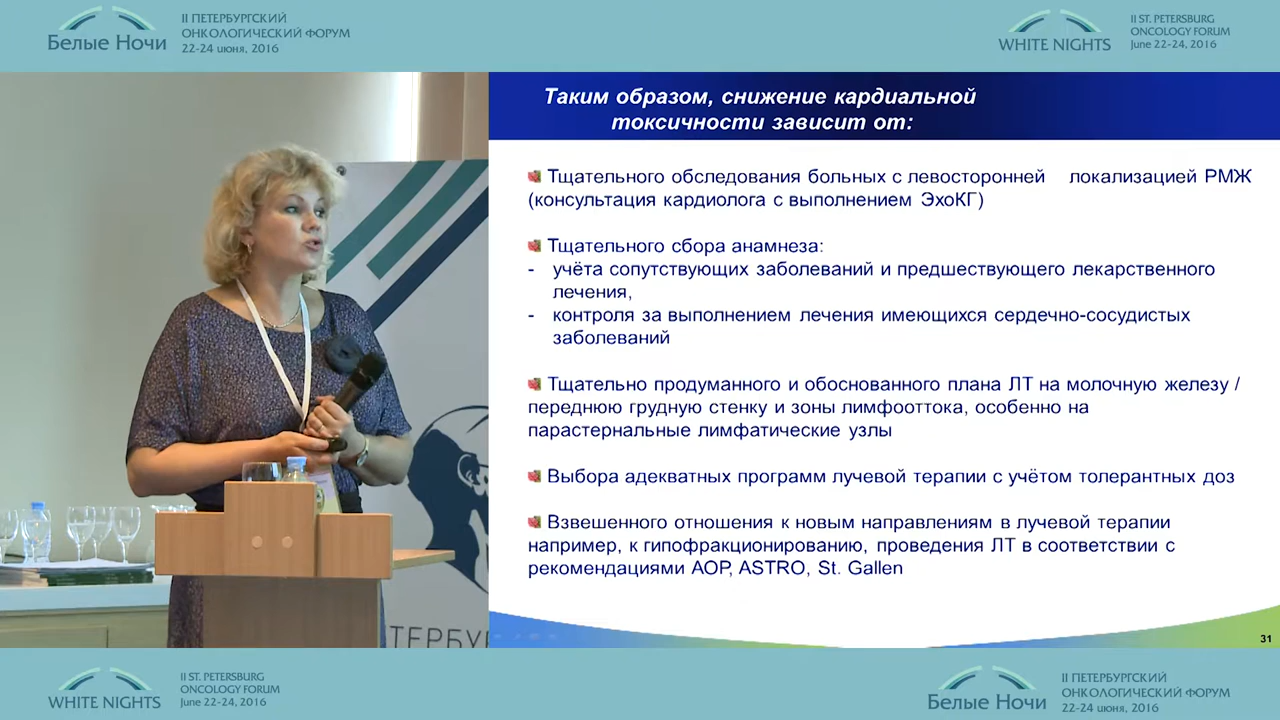 Белые Ночи
II ПЕТЕРБУРГСКИЙ
ОНКОЛОГИЧЕСКИЙ ФОРУМ
22-24 июня, 2016
WHITE NIGHTS
II ST. PETERSBURG
ONCOLOGY FORUM
June 22-24, 2016
Таким образом, снижение кардиальной
токсичности зависит от:
Тщательного обследования больных с левосторонней локализацией РМЖ
(консультация кардиолога с выполнением ЭхоКГ)
Тщательного сбора анамнеза:
- учёта сопутствующих заболеваний и предшествующего лекарственного
лечения,
- контроля за выполнением лечения имеющихся сердечно-сосудистых
заболеваний
Тщательно продуманного и обоснованного плана ЛТ на молочную железу /
переднюю грудную стенку и зоны лимфооттока, особенно на
парастернальные лимфатические узлы
Выбора адекватных программ лучевой терапии с учётом толерантных доз
Взвешенного отношения к новым направлениям в лучевой терапии
например, к гипофракционированию, проведения ЛТ в соответствии с
рекомендациями АОР, ASTRO, St. Gallen
31
ТЕРБУ
WHITE NIGHTS
II ST. PETERSBURG
ONCOLOGY FORUM
June 22-24, 2016
Белые Ночи
II ПЕТЕРБУРГСКИЙ
ОНКОЛОГИЧЕСКИЙ ФОРУМ
22-24 июня, 2016